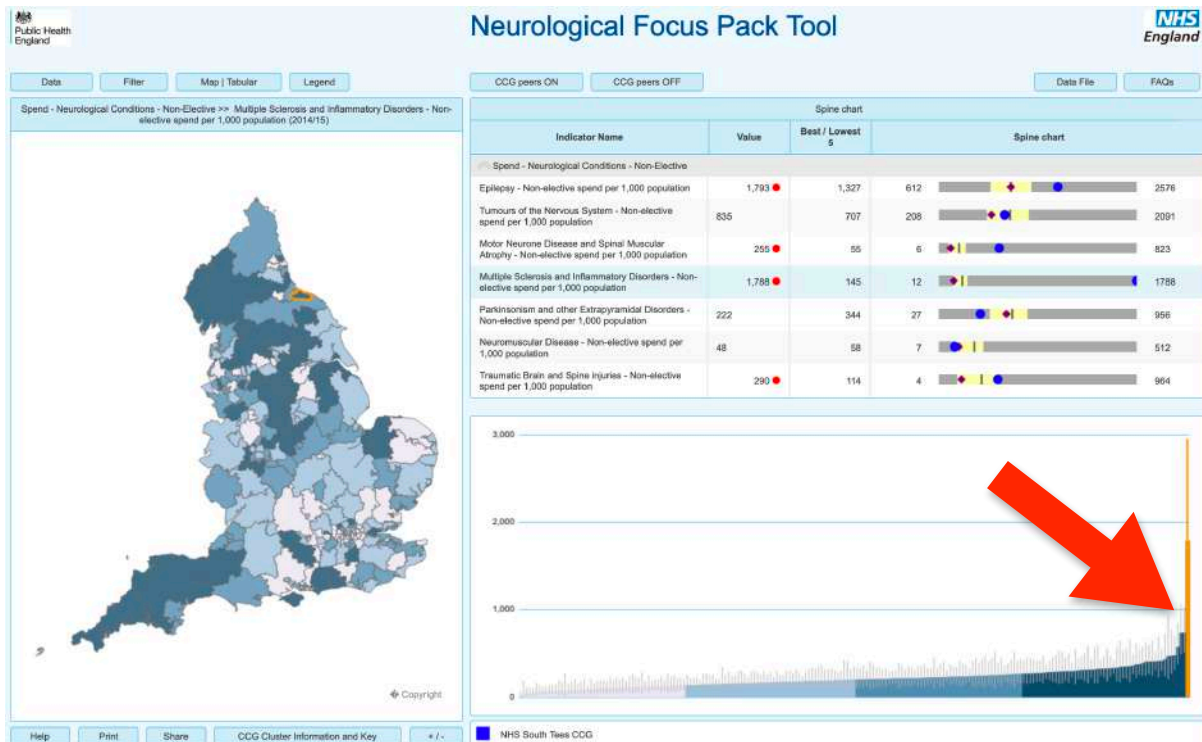 Public Health
England
Neurological Focus Pack Tool
NHS
England
Data
Filter
Map | Tabular
Legend
CCG peers ON
CCG peers OFF
Data File
FAQs
Spend - Neurological Conditions - Non-Elective >> Multiple Sclerosis and Inflammatory Disorders - Non-
elective spend per 1,000 population (2014/15)
Copyright
Spine chart
Indicator Name
Value
Best / Lowest
5
Spine chart
Spend - Neurological Conditions - Non-Elective
Epilepsy - Non-elective spend per 1,000 population
1,793
1,327
612
2576
Tumours of the Nervous System - Non-elective
spend per 1,000 population
835
707
208
2091
Motor Neurone Disease and Spinal Muscular
Atrophy - Non-elective spend per 1,000 population
255
55
6
823
Multiple Sclerosis and Inflammatory Disorders - Non-
elective spend per 1,000 population
1,788
145
12
1788
Parkinsonism and other Extrapyramidal Disorders -
Non-elective spend per 1,000 population
222
344
27
956
Neuromuscular Disease - Non-elective spend per
1,000 population
48
58
7
512
Traumatic Brain and Spine Injuries - Non-elective
spend per 1,000 population
290
114
4
964
3,000
2,000
1,000
0
Help
Print
Share
CCG Cluster Information and Key
+ / -
NHS South Tees CCG